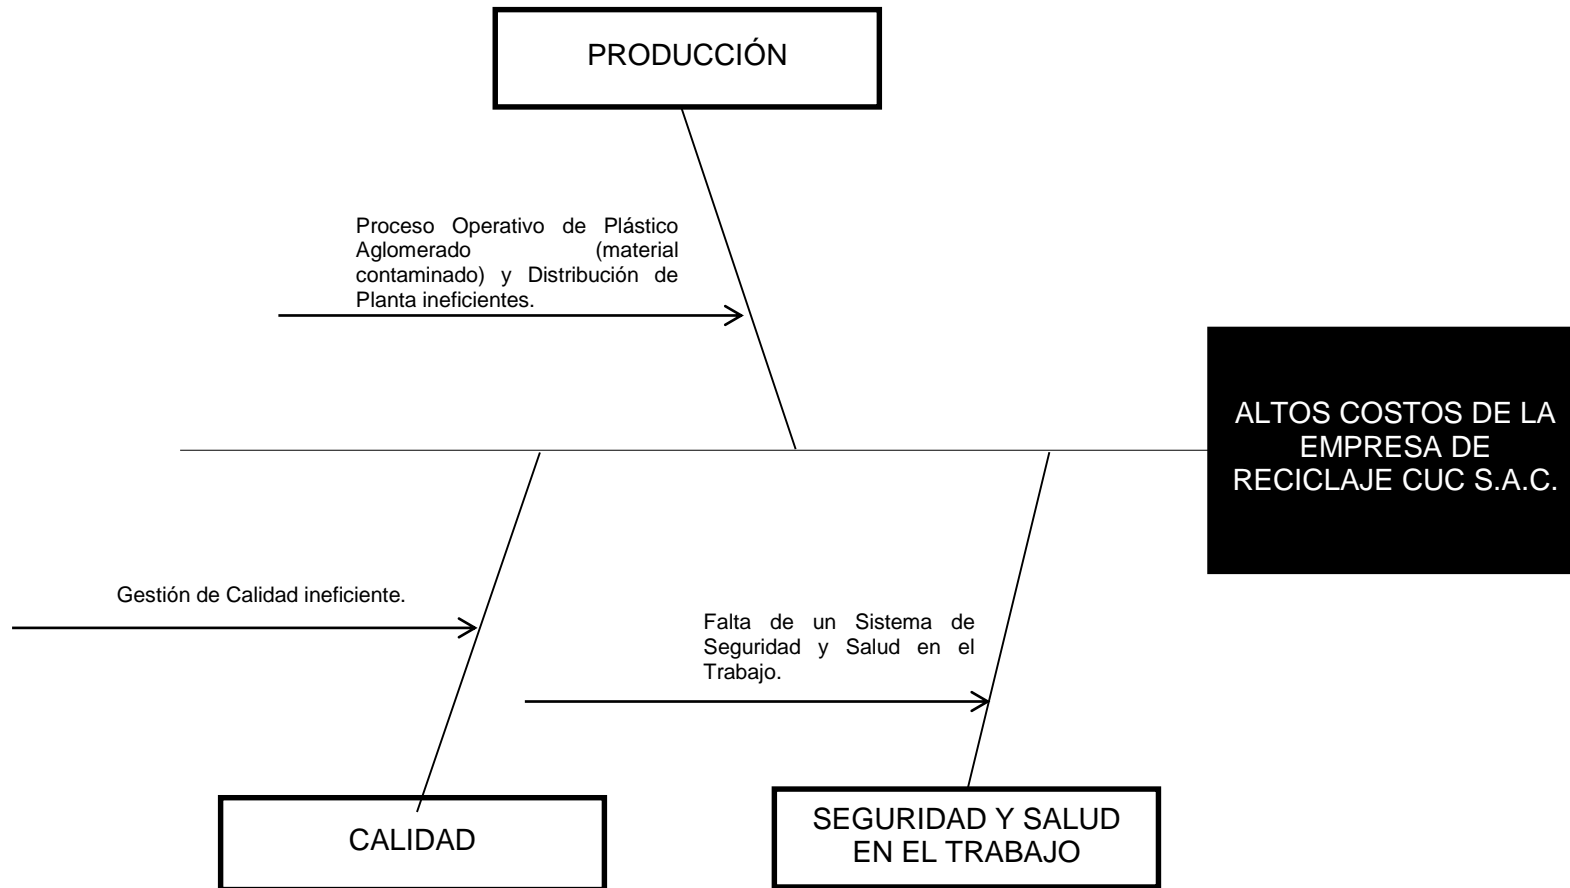 PRODUCCIÓN
Proceso Operativo de Plástico
Aglomerado (material
contaminado) y Distribución de
Planta ineficientes.
ALTOS COSTOS DE LA
EMPRESA DE
RECICLAJE CUC S.A.C.
Gestión de Calidad ineficiente.
Falta de un Sistema de
Seguridad y Salud en el
Trabajo.
CALIDAD
SEGURIDAD Y SALUD
EN EL TRABAJO